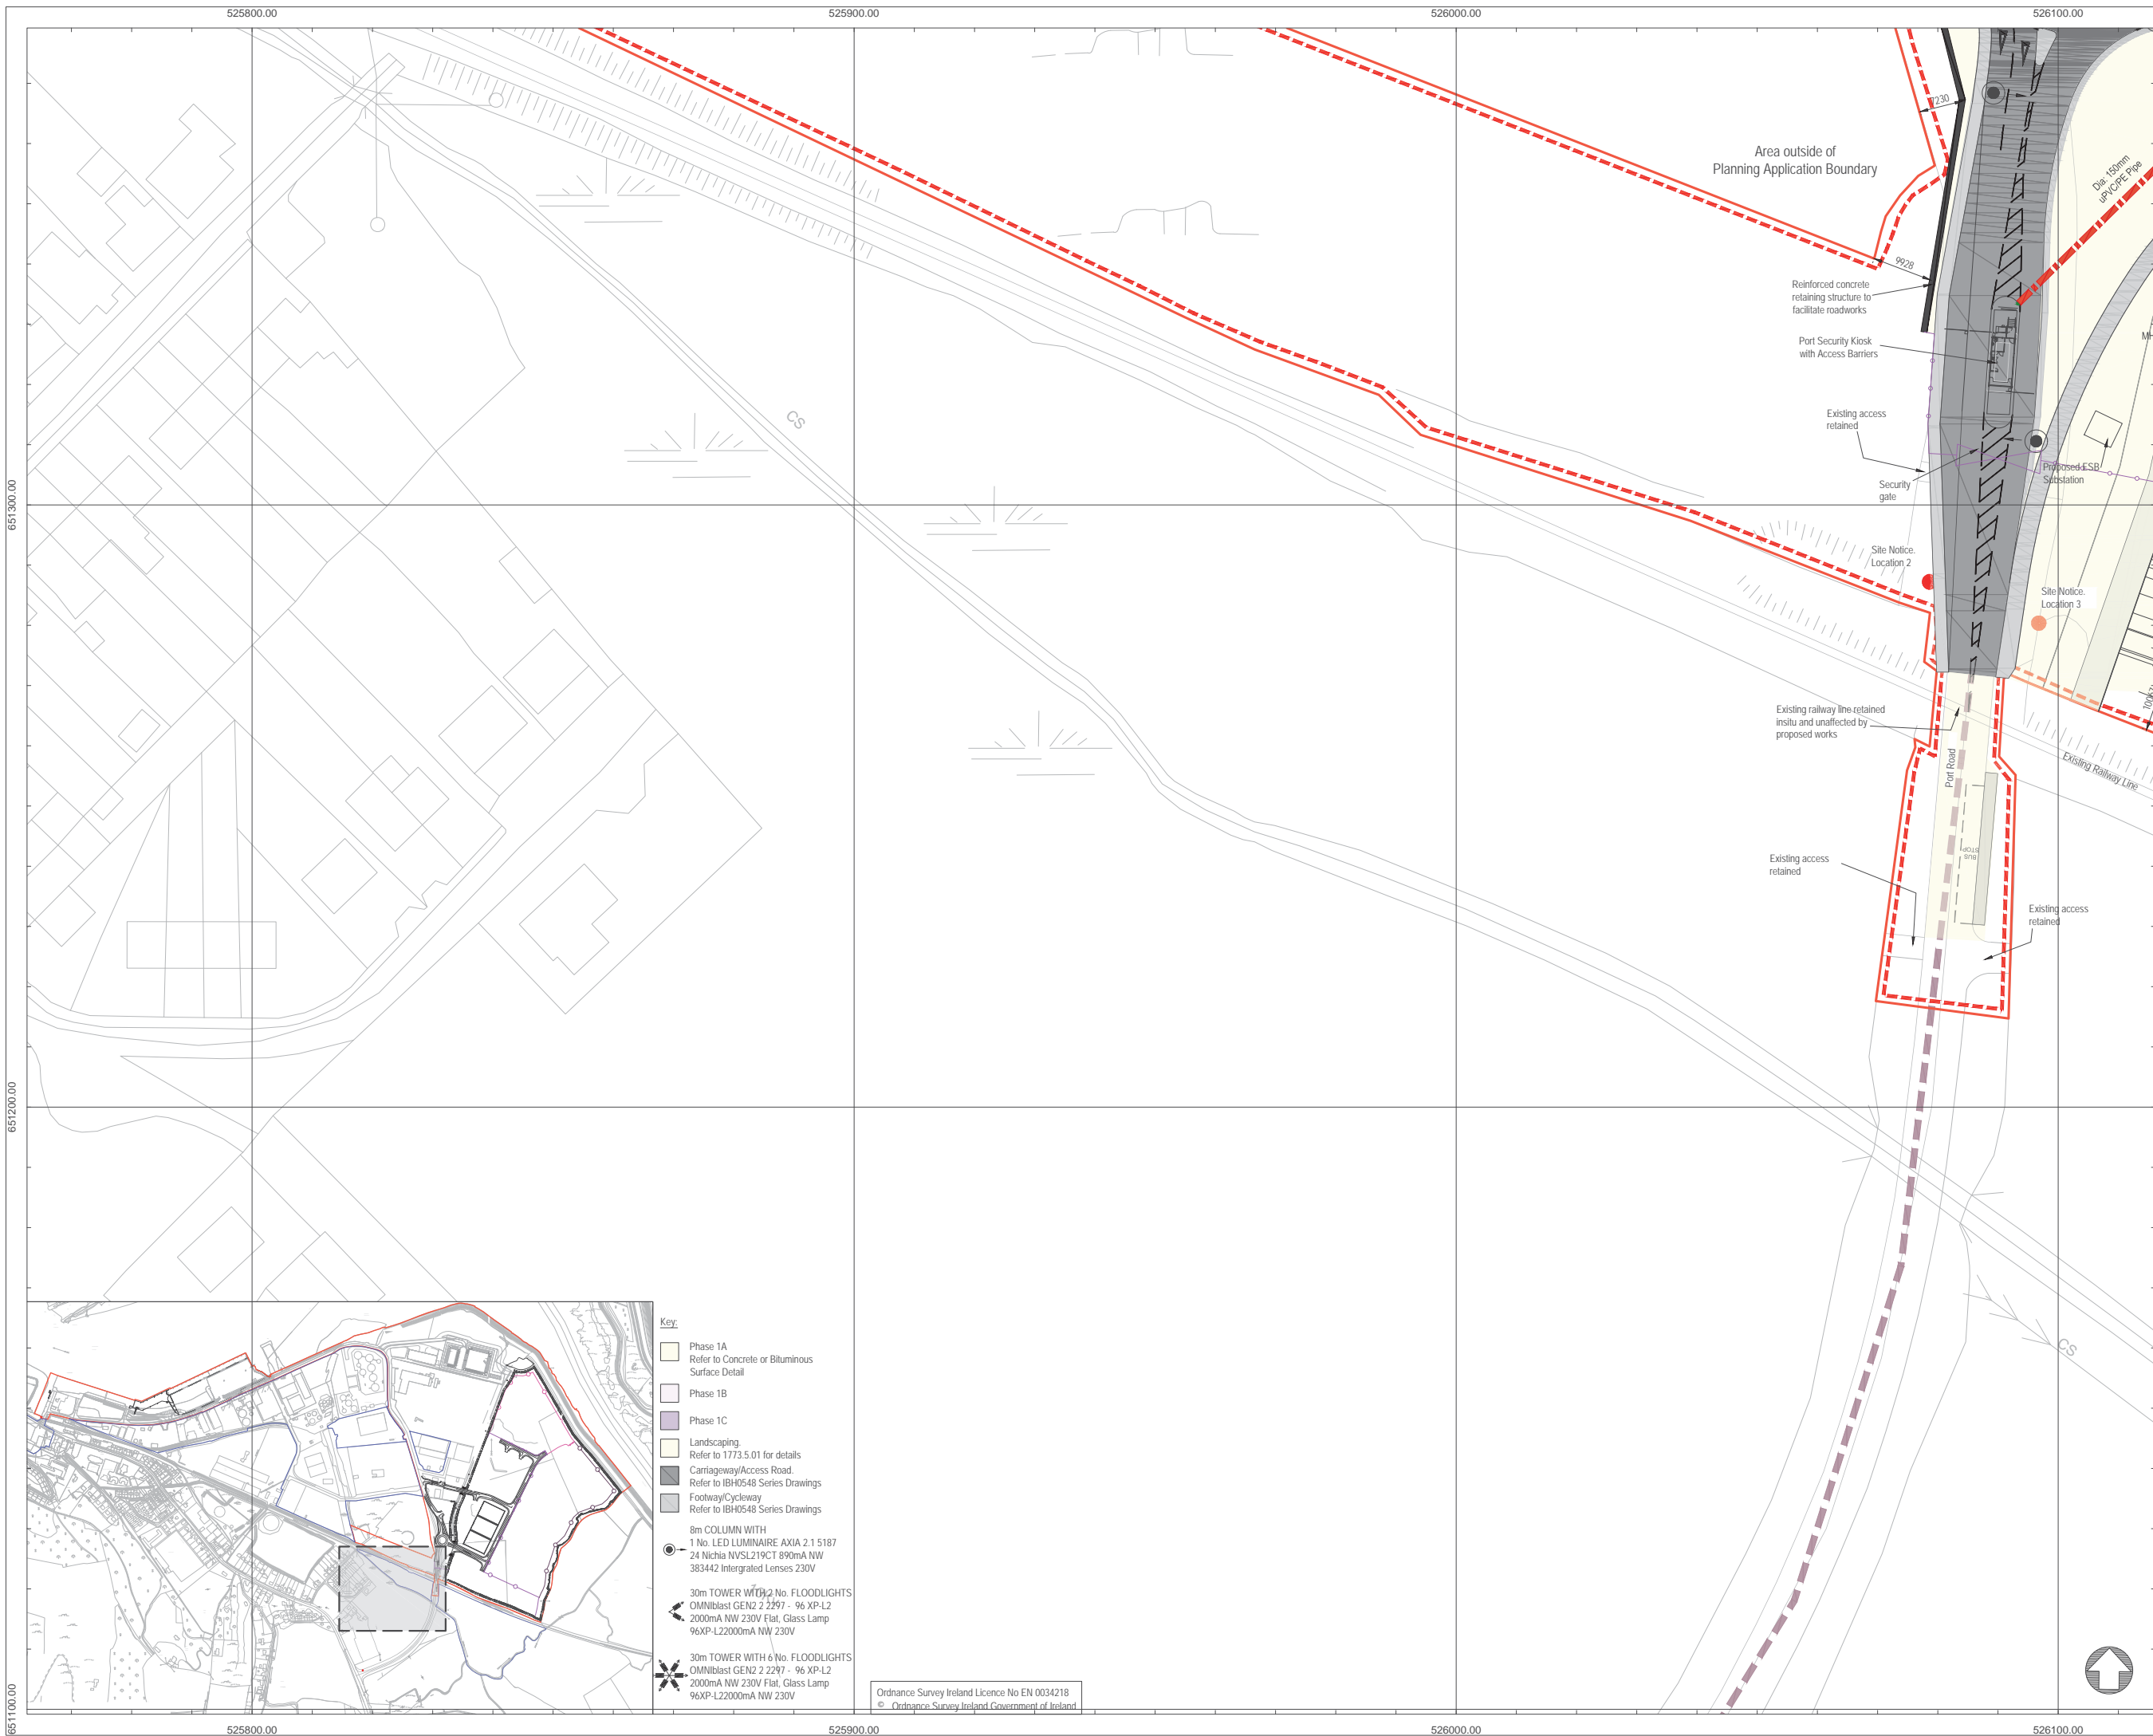 525800.00
525900.00
526000.00
526100.00
7230
Area outside of
Planning Application Boundary
Dia: 150mm
uPVC/PE Pipe
9928
Reinforced concrete
retaining structure to
facilitate roadworks
Port Security Kiosk
with Access Barriers
MH
Existing access
retained
CS
Proposed ESB
Substation
Security
gate
651300.00
Site Notice.
Location 2
Site Notice.
Location 3
Existing railway line retained
insitu and unaffected by
proposed works
Port Road
Existing Railway Line
BUS
STOP
Existing access
retained
Existing access
retained
651200.00
CS
Key:
Phase 1A
Refer to Concrete or Bituminous
Surface Detail
Phase 1B
Phase 1C
Landscaping.
Refer to 1773.5.01 for details
Carriageway/Access Road.
Refer to IBH0548 Series Drawings
Footway/Cycleway
Refer to IBH0548 Series Drawings
8m COLUMN WITH
1 No. LED LUMINAIRE AXIA 2.1 5187
24 Nichia NVSL219CT 890mA NW
383442 Intergrated Lenses 230V
30m TOWER WITH 2 No. FLOODLIGHTS
OMNIblast GEN2 2 2297 - 96 XP-L2
2000mA NW 230V Flat, Glass Lamp
96XP-L22000mA NW 230V
30m TOWER WITH 6 No. FLOODLIGHTS
OMNIblast GEN2 2 2297 - 96 XP-L2
2000mA NW 230V Flat, Glass Lamp
96XP-L22000mA NW 230V
Ordnance Survey Ireland Licence No EN 0034218
© Ordnance Survey Ireland Government of Ireland
651100.00
525800.00
525900.00
526000.00
526100.00